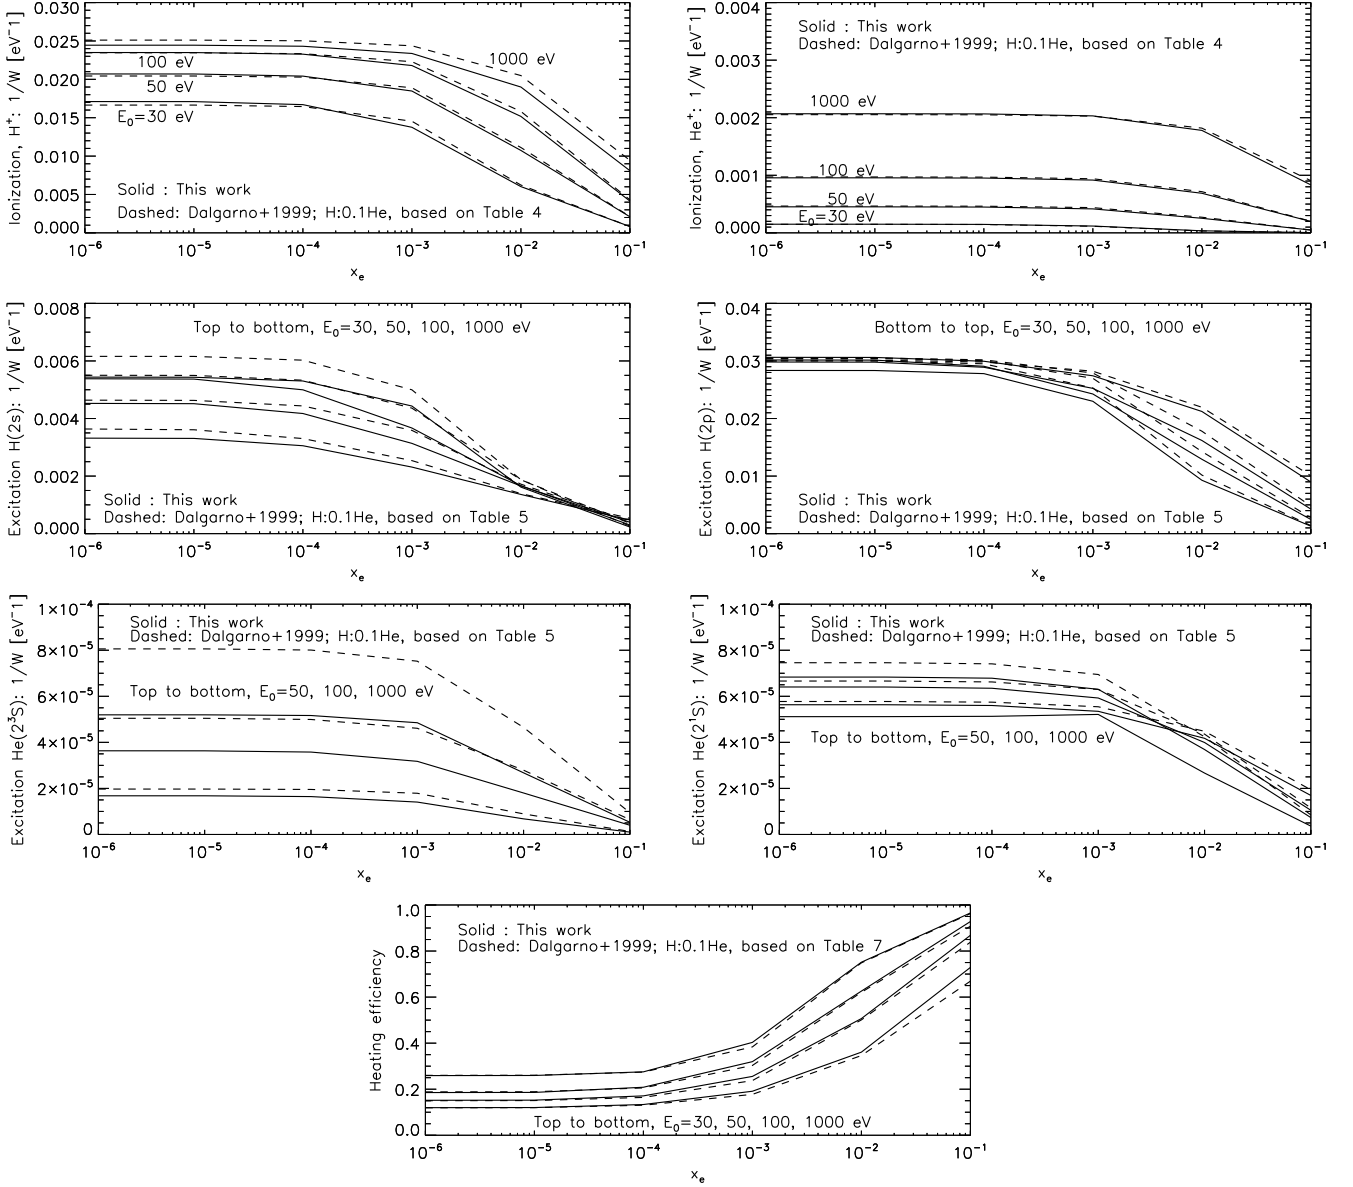 0.030
0.025
0.020
0.015
0.010
0.005
0.000
Ionization, H⁺: 1/W [eV⁻1]
1000 eV
100 eV
50 eV
E₀=30 eV
Solid : This work
Dashed: Dalgarno+1999; H:0.1He, based on Table 4
10⁻⁶ 10⁻⁵ 10⁻⁴ 10⁻³ 10⁻² 10⁻¹
xₑ
0.004
0.003
0.002
0.001
0.000
Ionization, He⁺: 1/W [eV⁻1]
Solid : This work
Dashed: Dalgarno+1999; H:0.1He, based on Table 4
1000 eV
100 eV
50 eV
E₀=30 eV
10⁻⁶ 10⁻⁵ 10⁻⁴ 10⁻³ 10⁻² 10⁻¹
xₑ
0.008
0.006
0.004
0.002
0.000
Excitation H(2s): 1/W [eV⁻1]
Top to bottom, E₀=30, 50, 100, 1000 eV
Solid : This work
Dashed: Dalgarno+1999; H:0.1He, based on Table 5
10⁻⁶ 10⁻⁵ 10⁻⁴ 10⁻³ 10⁻² 10⁻¹
xₑ
0.04
0.03
0.02
0.01
0.00
Excitation H(2p): 1/W [eV⁻1]
Bottom to top, E₀=30, 50, 100, 1000 eV
Solid : This work
Dashed: Dalgarno+1999; H:0.1He, based on Table 5
10⁻⁶ 10⁻⁵ 10⁻⁴ 10⁻³ 10⁻² 10⁻¹
xₑ
1×10⁻⁴
8×10⁻⁵
6×10⁻⁵
4×10⁻⁵
2×10⁻⁵
0
Excitation He(2³S): 1/W [eV⁻1]
Solid : This work
Dashed: Dalgarno+1999; H:0.1He, based on Table 5
Top to bottom, E₀=50, 100, 1000 eV
10⁻⁶ 10⁻⁵ 10⁻⁴ 10⁻³ 10⁻² 10⁻¹
xₑ
1×10⁻⁴
8×10⁻⁵
6×10⁻⁵
4×10⁻⁵
2×10⁻⁵
0
Excitation He(2¹S): 1/W [eV⁻1]
Solid : This work
Dashed: Dalgarno+1999; H:0.1He, based on Table 5
Top to bottom, E₀=50, 100, 1000 eV
10⁻⁶ 10⁻⁵ 10⁻⁴ 10⁻³ 10⁻² 10⁻¹
xₑ
1.0
0.8
0.6
0.4
0.2
0.0
Heating efficiency
Solid : This work
Dashed: Dalgarno+1999; H:0.1He, based on Table 7
Top to bottom, E₀=30, 50, 100, 1000 eV
10⁻⁶ 10⁻⁵ 10⁻⁴ 10⁻³ 10⁻² 10⁻¹
xₑ